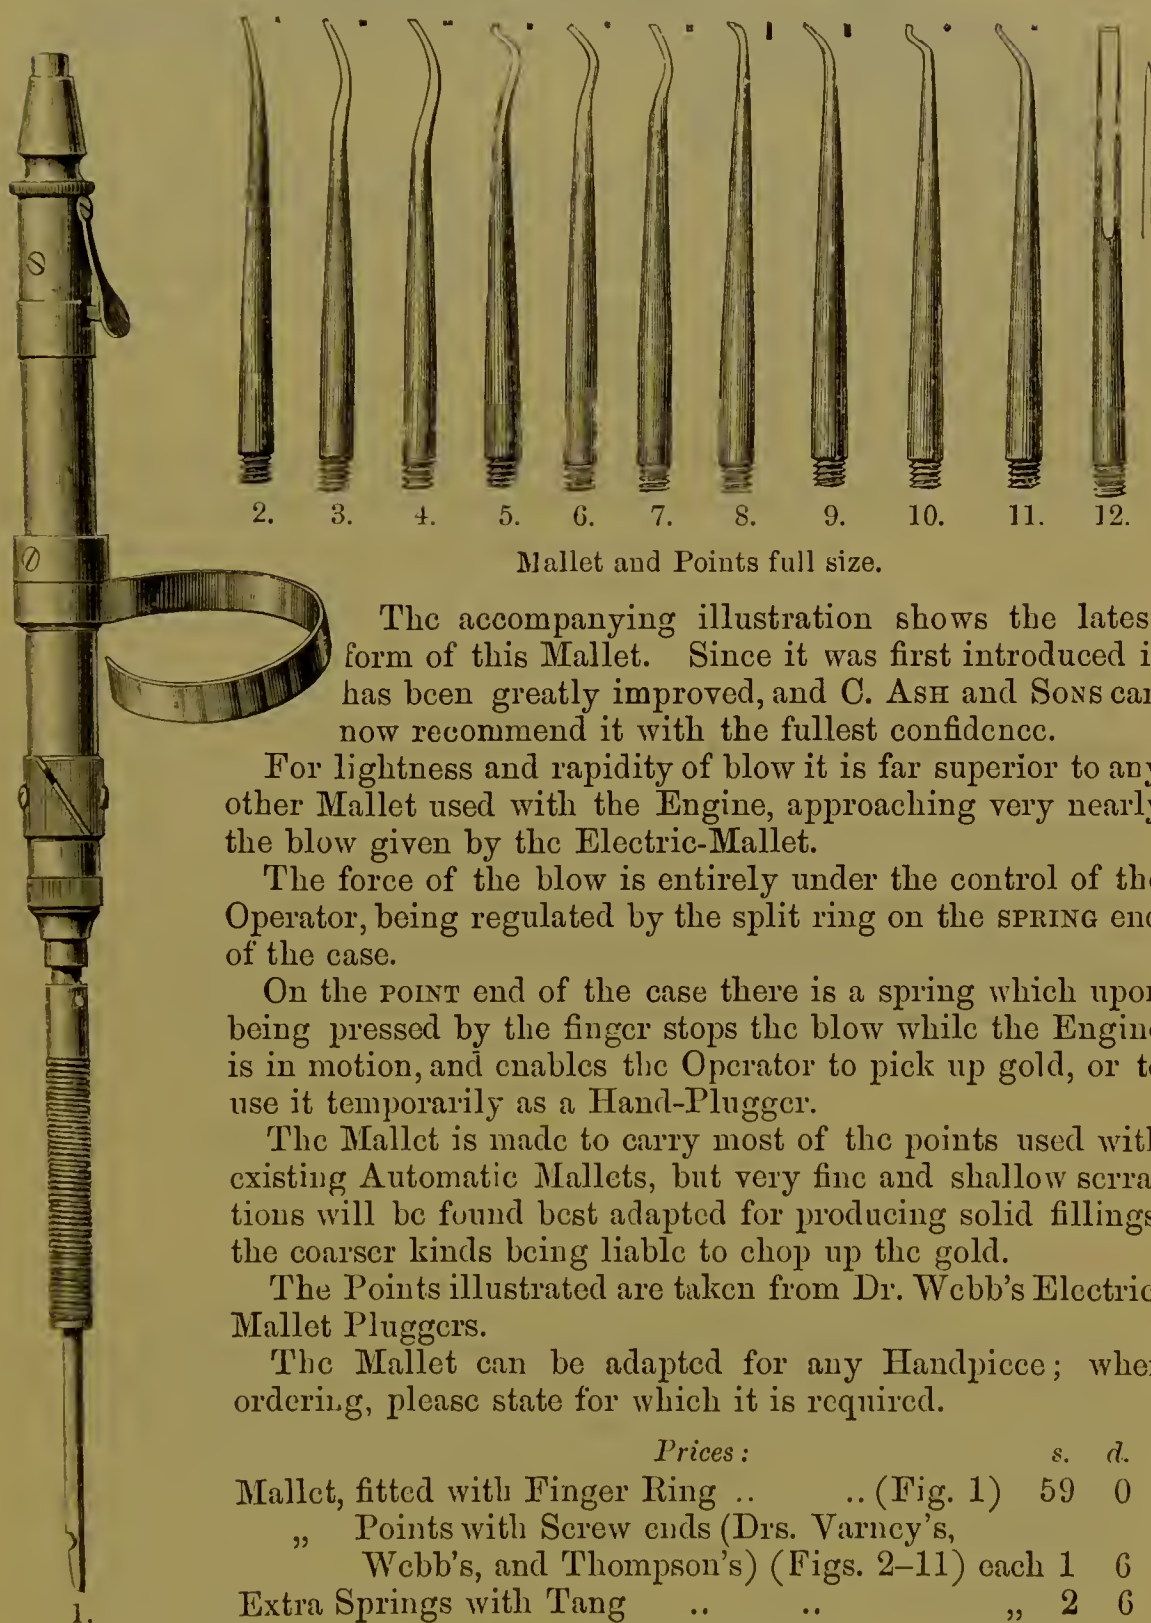 2. 3. 4. 5. 6. 7. 8. 9. 10. 11. 12.
Mallet and Points full size.
The accompanying illustration shows the lates
form of this Mallet. Since it was first introduced i
has been greatly improved, and C. ASH and SONS can
now recommend it with the fullest confidence.
For lightness and rapidity of blow it is far superior to any
other Mallet used with the Engine, approaching very nearly
the blow given by the Electric-Mallet.
The force of the blow is entirely under the control of the
Operator, being regulated by the split ring on the SPRING end
of the case.
On the POINT end of the case there is a spring which upon
being pressed by the finger stops the blow while the Engine
is in motion, and enables the Operator to pick up gold, or to
use it temporarily as a Hand-Plugger.
The Mallet is made to carry most of the points used with
existing Automatic Mallets, but very fine and shallow serra-
tions will be found best adapted for producing solid fillings
the coarser kinds being liable to chop up the gold.
The Points illustrated are taken from Dr. Webb's Electric
Mallet Pluggers.
The Mallet can be adapted for any Handpiece; when
ordering, please state for which it is required.
Prices: s. d.
Mallet, fitted with Finger Ring .. .. (Fig. 1) 59 0
„ Points with Screw ends (Drs. Varney's,
Webb's, and Thompson's) (Figs. 2–11) each 1 6
Extra Springs with Tang .. .. „ 2 6
1.